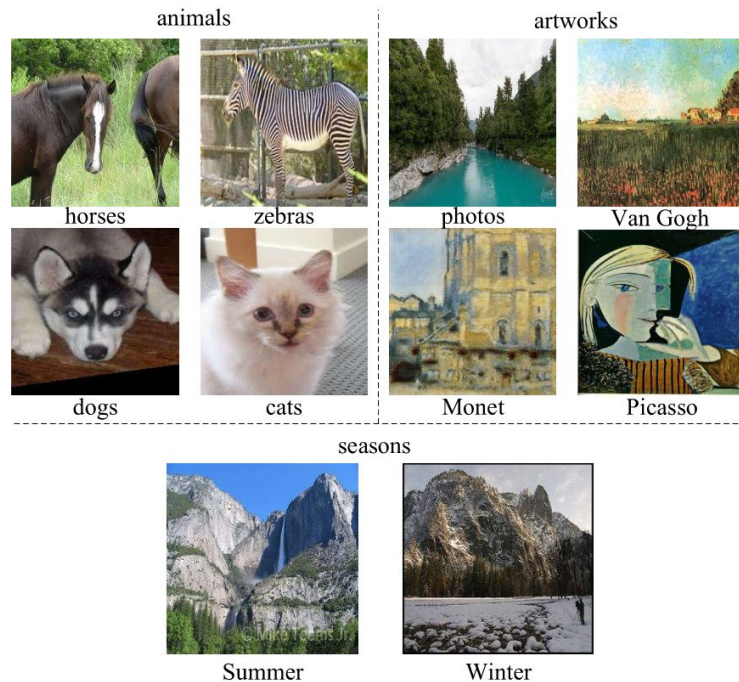 animals
artworks
horses
zebras
photos
Van Gogh
dogs
cats
Monet
Picasso
seasons
Summer
Winter